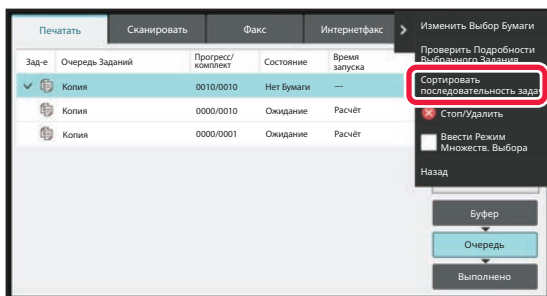 Печатать
Сканировать
Факс
Интернетфакс
Изменить Выбор Бумаги
Проверить Подробности
Выбранного Задания
Сортировать
последовательность зада
Стоп/Удалить
Ввести Режим
Множеств. Выбора
Назад
Зад-е Очередь Заданий Прогресс/ Состояние Время
комплект запуска
Копия 0010/0010 Нет Бумаги ---
Копия 0000/0010 Ожидание Расчёт
Копия 0000/0001 Ожидание Расчёт
Буфер
Очередь
Выполнено